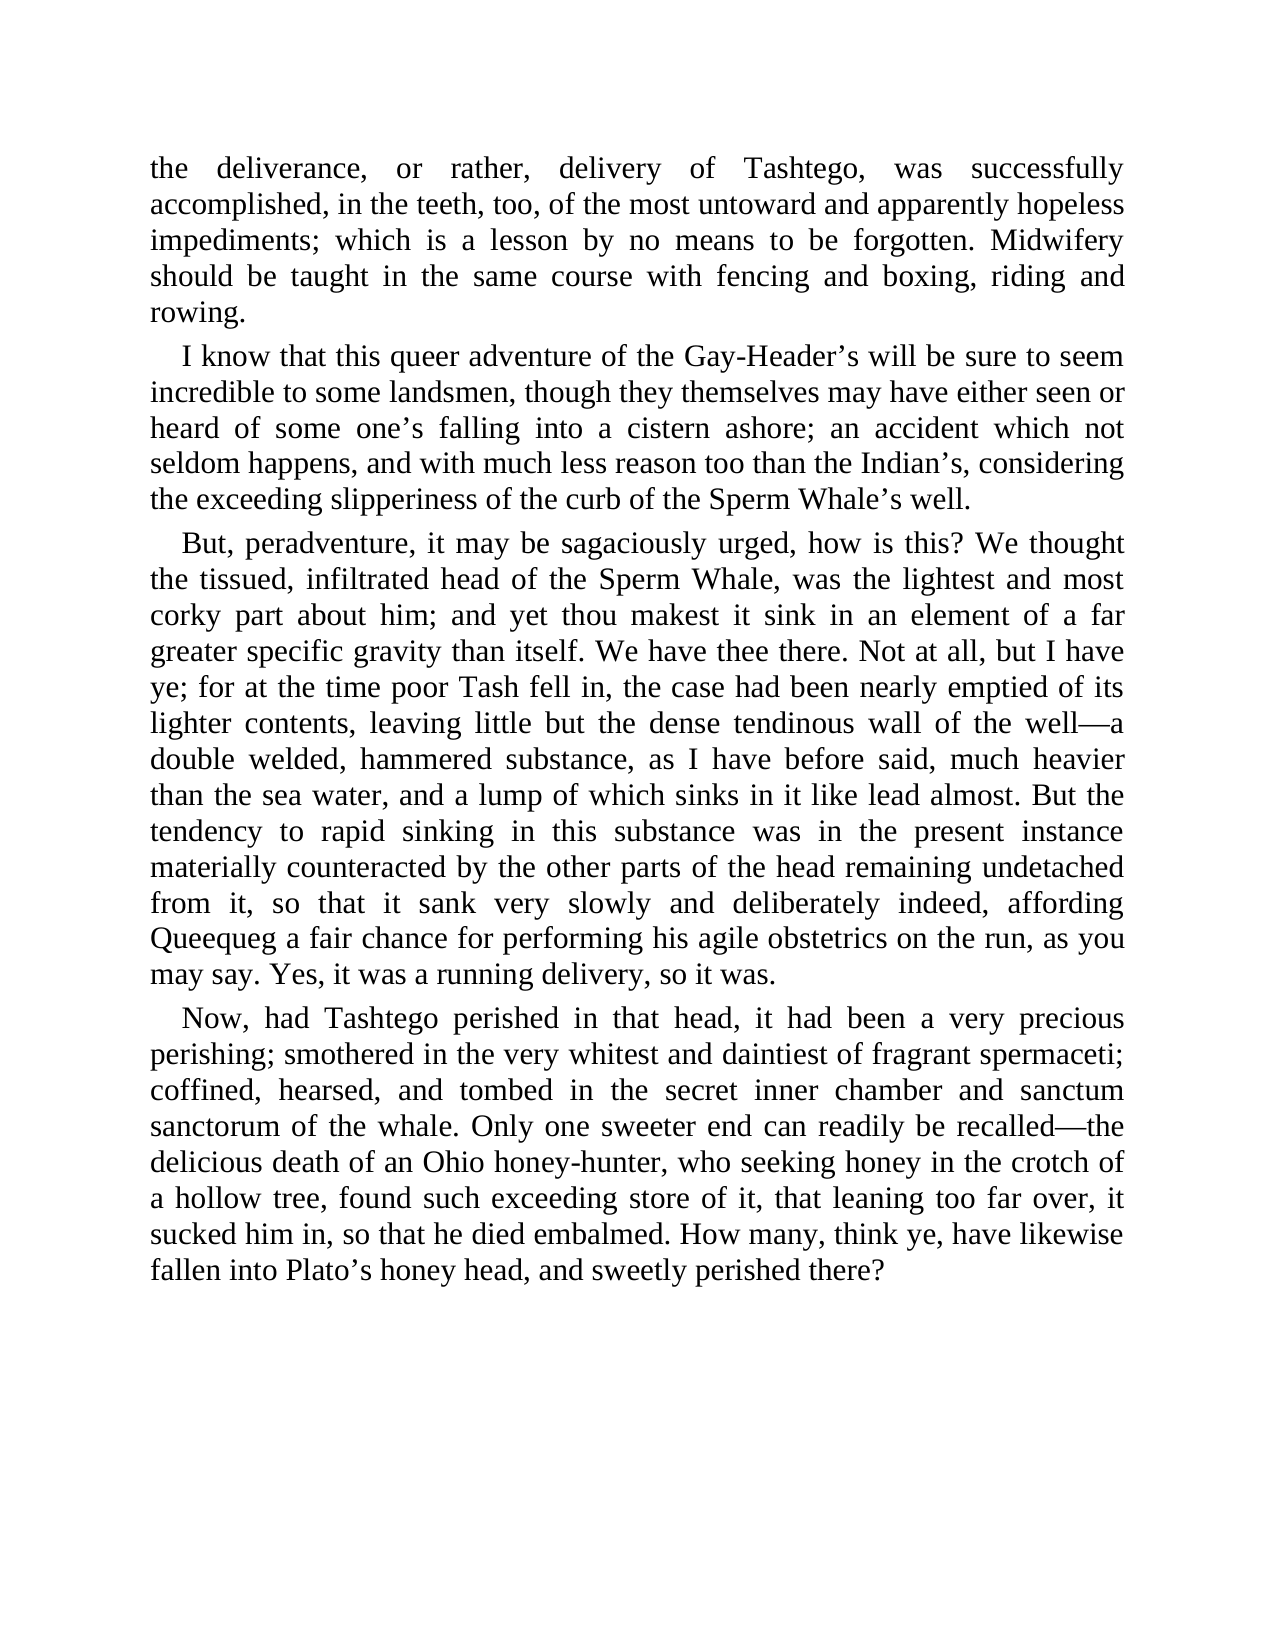 the deliverance, or rather, delivery of Tashtego, was successfully
accomplished, in the teeth, too, of the most untoward and apparently hopeless
impediments; which is a lesson by no means to be forgotten. Midwifery
should be taught in the same course with fencing and boxing, riding and
rowing.
I know that this queer adventure of the Gay-Header’s will be sure to seem
incredible to some landsmen, though they themselves may have either seen or
heard of some one’s falling into a cistern ashore; an accident which not
seldom happens, and with much less reason too than the Indian’s, considering
the exceeding slipperiness of the curb of the Sperm Whale’s well.
But, peradventure, it may be sagaciously urged, how is this? We thought
the tissued, infiltrated head of the Sperm Whale, was the lightest and most
corky part about him; and yet thou makest it sink in an element of a far
greater specific gravity than itself. We have thee there. Not at all, but I have
ye; for at the time poor Tash fell in, the case had been nearly emptied of its
lighter contents, leaving little but the dense tendinous wall of the well—a
double welded, hammered substance, as I have before said, much heavier
than the sea water, and a lump of which sinks in it like lead almost. But the
tendency to rapid sinking in this substance was in the present instance
materially counteracted by the other parts of the head remaining undetached
from it, so that it sank very slowly and deliberately indeed, affording
Queequeg a fair chance for performing his agile obstetrics on the run, as you
may say. Yes, it was a running delivery, so it was.
Now, had Tashtego perished in that head, it had been a very precious
perishing; smothered in the very whitest and daintiest of fragrant spermaceti;
coffined, hearsed, and tombed in the secret inner chamber and sanctum
sanctorum of the whale. Only one sweeter end can readily be recalled—the
delicious death of an Ohio honey-hunter, who seeking honey in the crotch of
a hollow tree, found such exceeding store of it, that leaning too far over, it
sucked him in, so that he died embalmed. How many, think ye, have likewise
fallen into Plato’s honey head, and sweetly perished there?